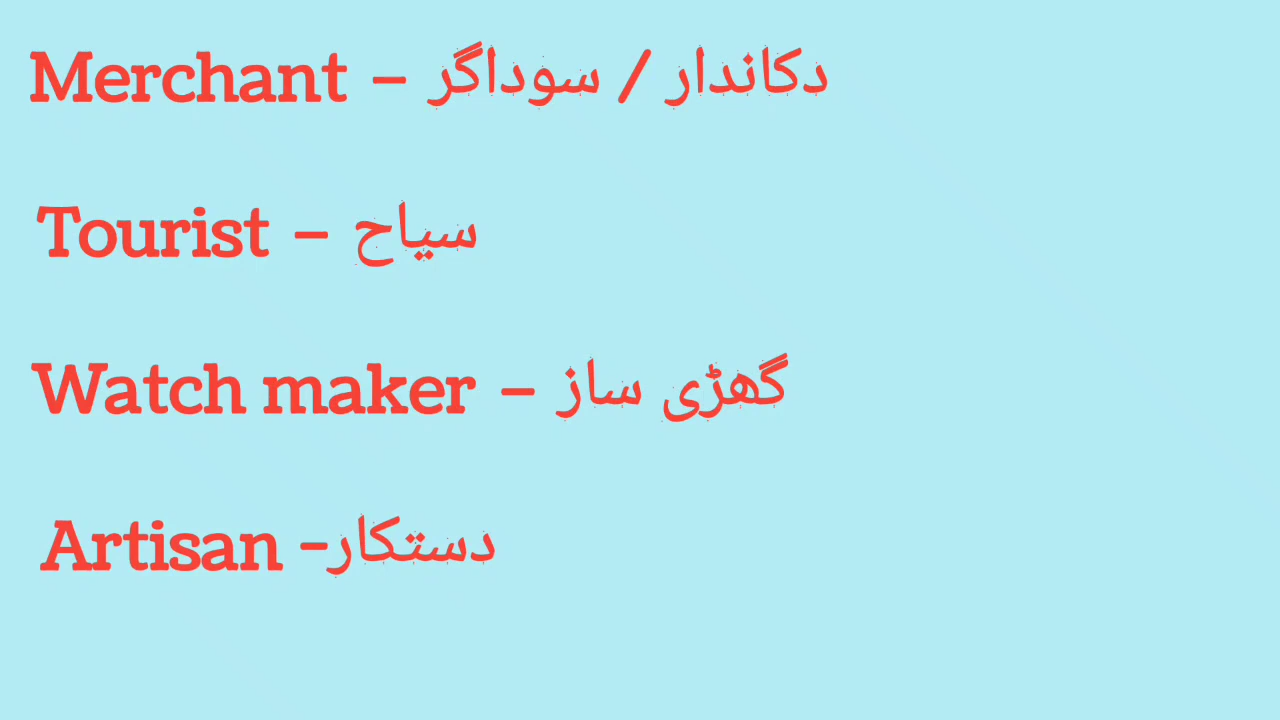 Merchant – دکاندار / سوداگر
Tourist – سیاح
Watch maker – گھڑی ساز
Artisan –دستکار